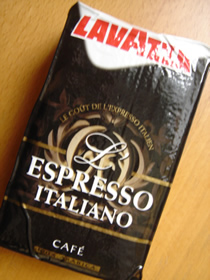 LAVAZZA
LE GOÛT DE L'ESPRESSO ITALIEN
L'
ESPRESSO
ITALIANO
CAFÉ